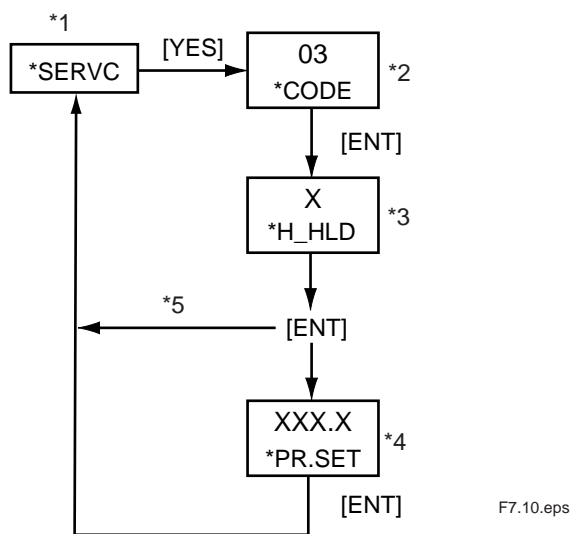 *1
*SERVC
[YES]
03
*CODE
*2
[ENT]
X
*H_HLD
*3
*5
[ENT]
XXX.X
*PR.SET
*4
[ENT]
F7.10.eps